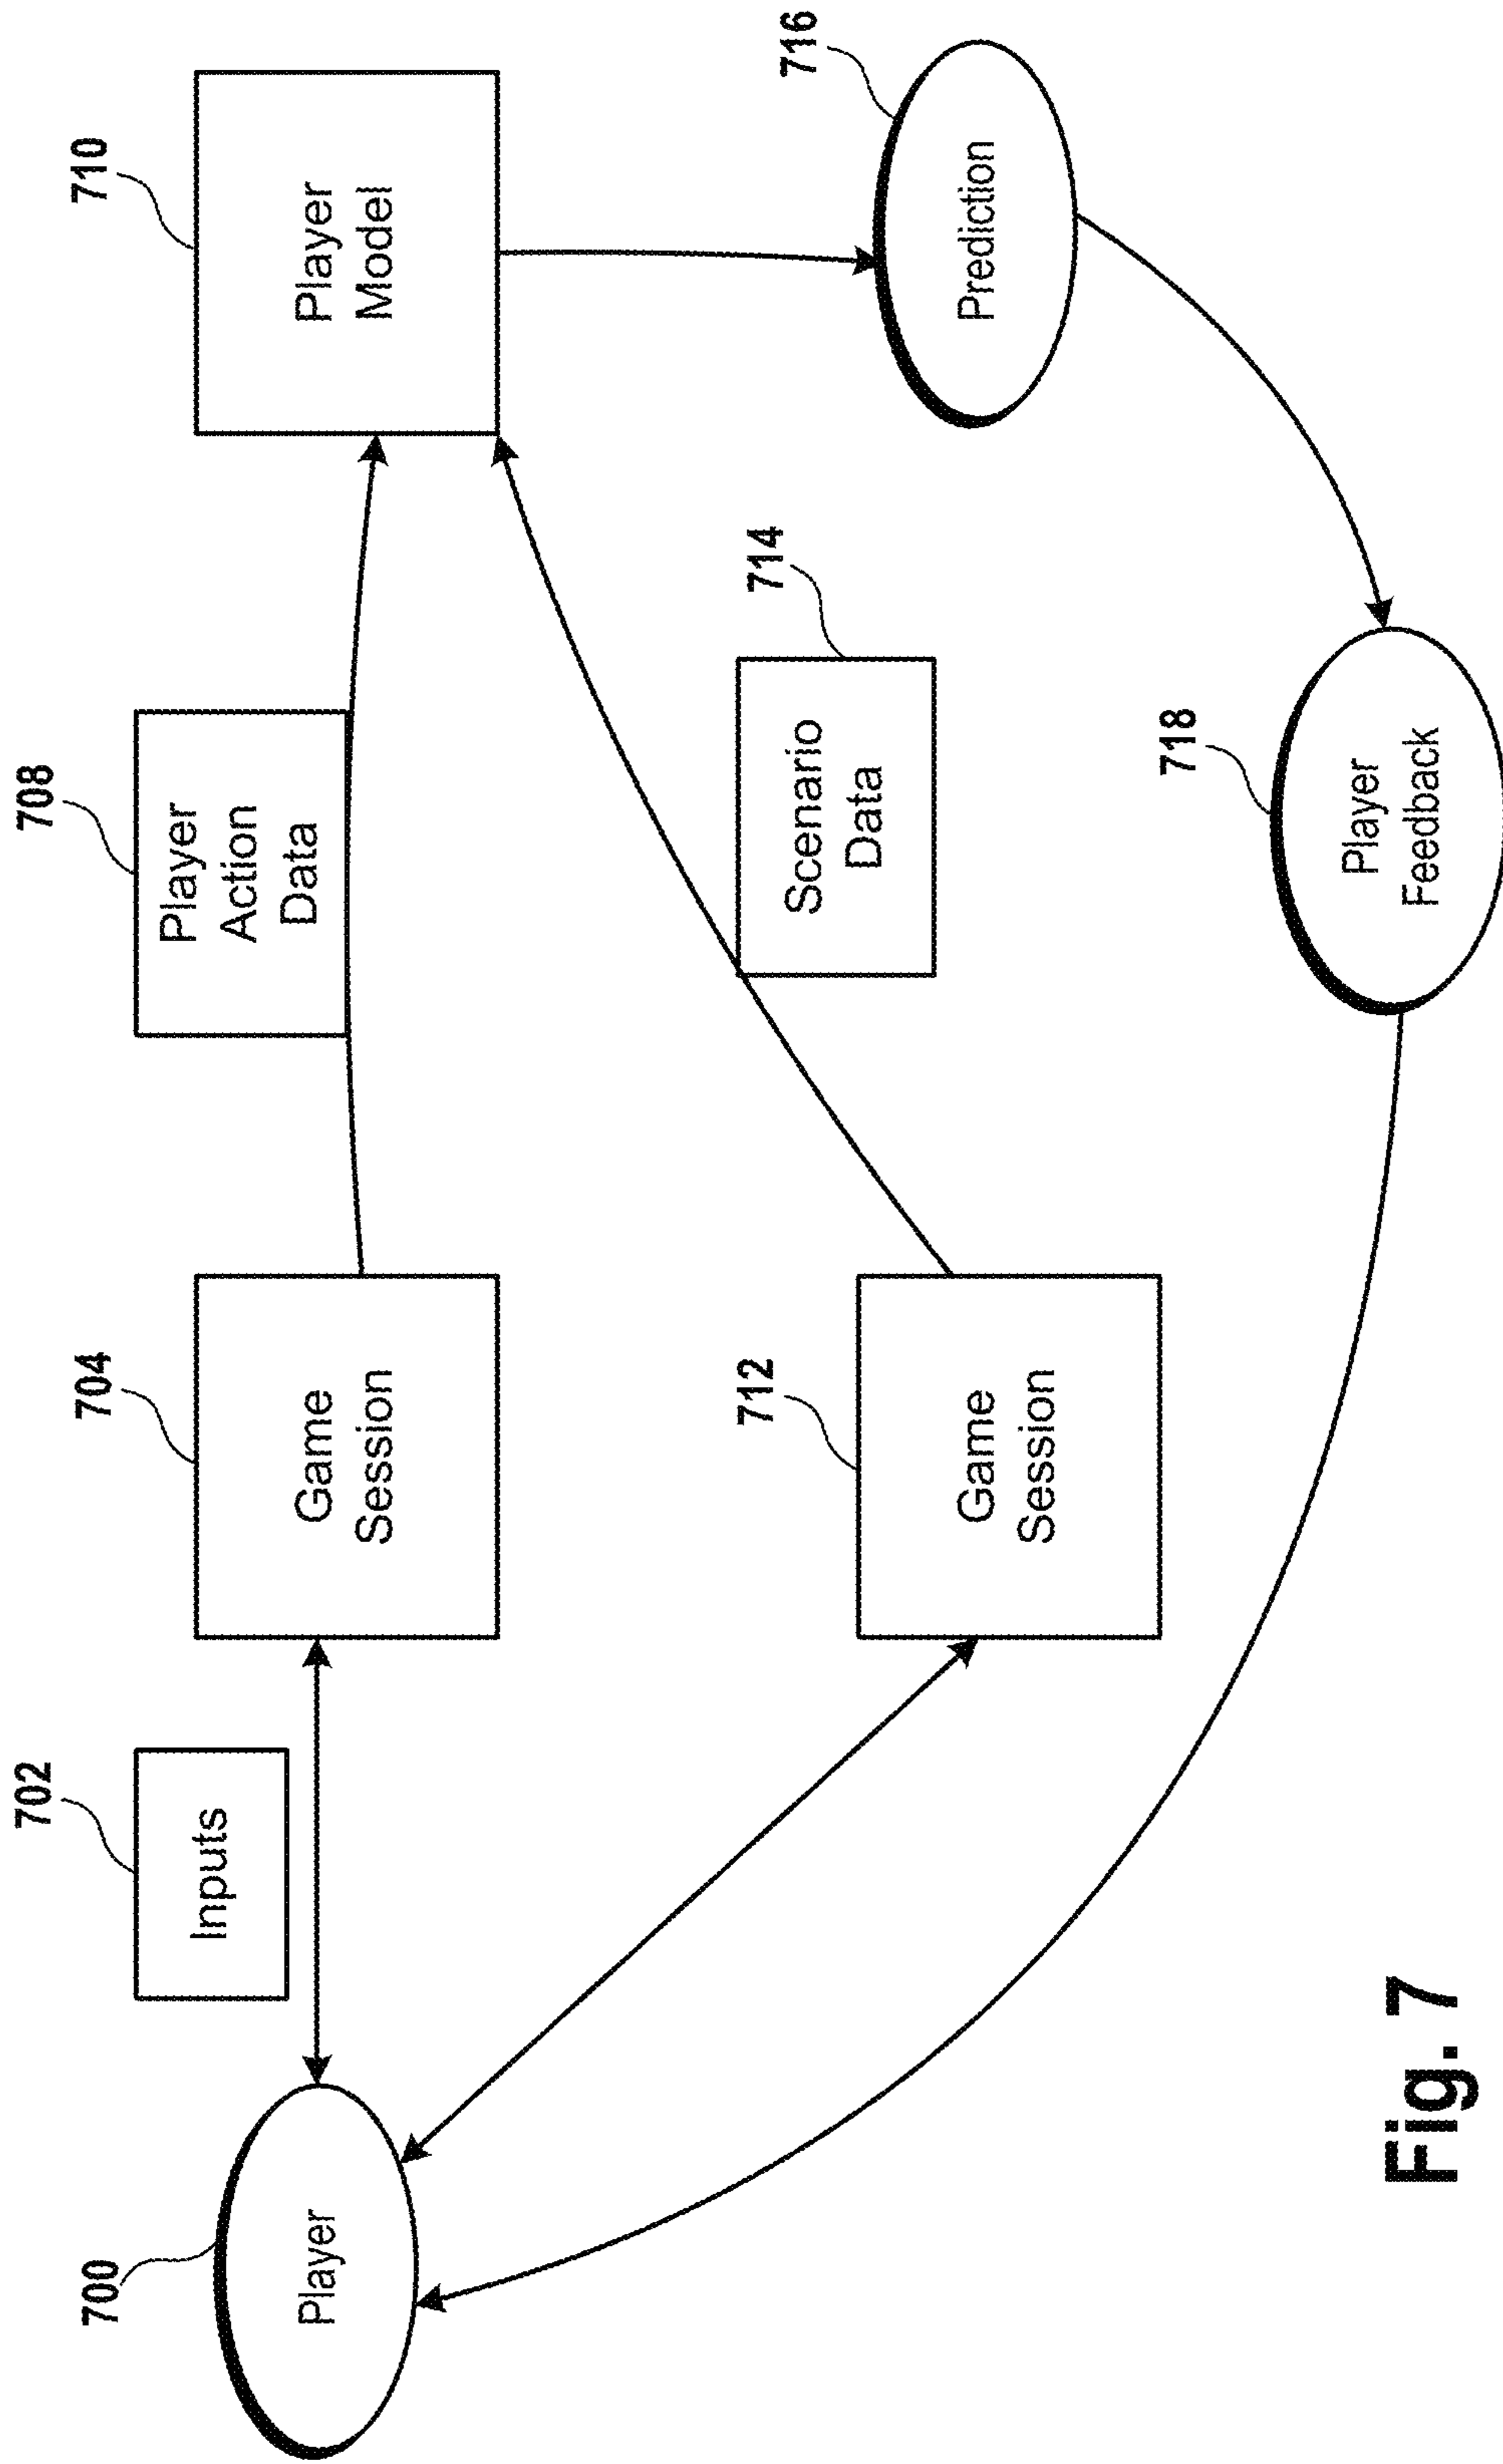 700
Player
702
Inputs
704
Game
Session
708
Player
Action
Data
710
Player
Model
712
Game
Session
714
Scenario
Data
716
Prediction
718
Player
Feedback
Fig. 7